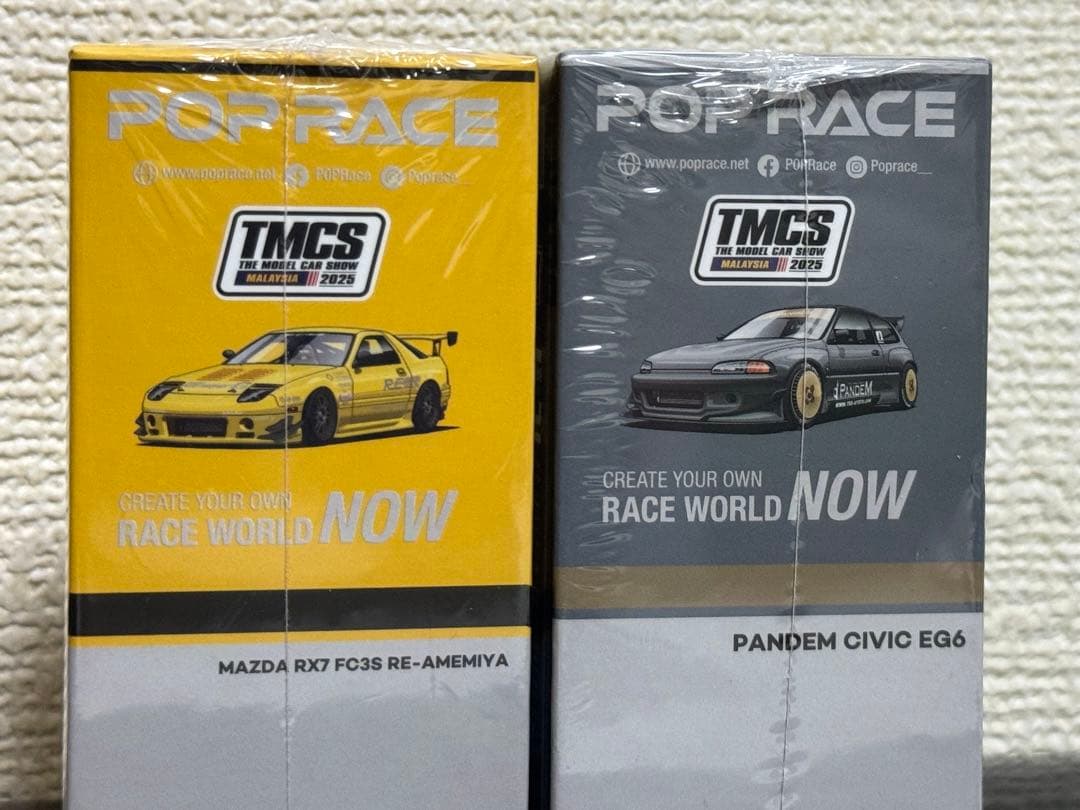 POP RACE
www.poprace.net POPRace Poprace__
TMCS
THE MODEL CAR SHOW
MALAYSIA 2025
CREATE YOUR OWN
RACE WORLD NOW
MAZDA RX7 FC3S RE-AMEMIYA
POP RACE
www.poprace.net POPRace Poprace__
TMCS
THE MODEL CAR SHOW
MALAYSIA 2025
PANDEM
CREATE YOUR OWN
RACE WORLD NOW
PANDEM CIVIC EG6